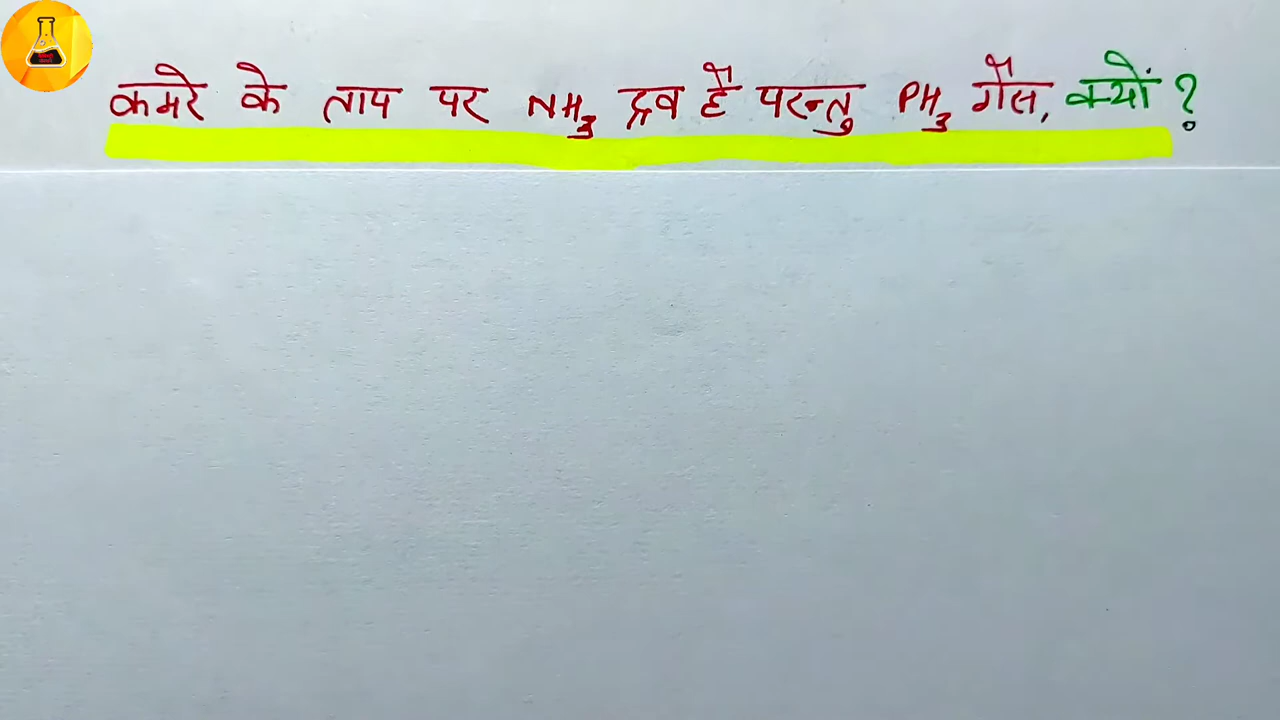 कमरे के ताप पर NH₃ द्रव है परन्तु PH₃ गैस, क्यों ?